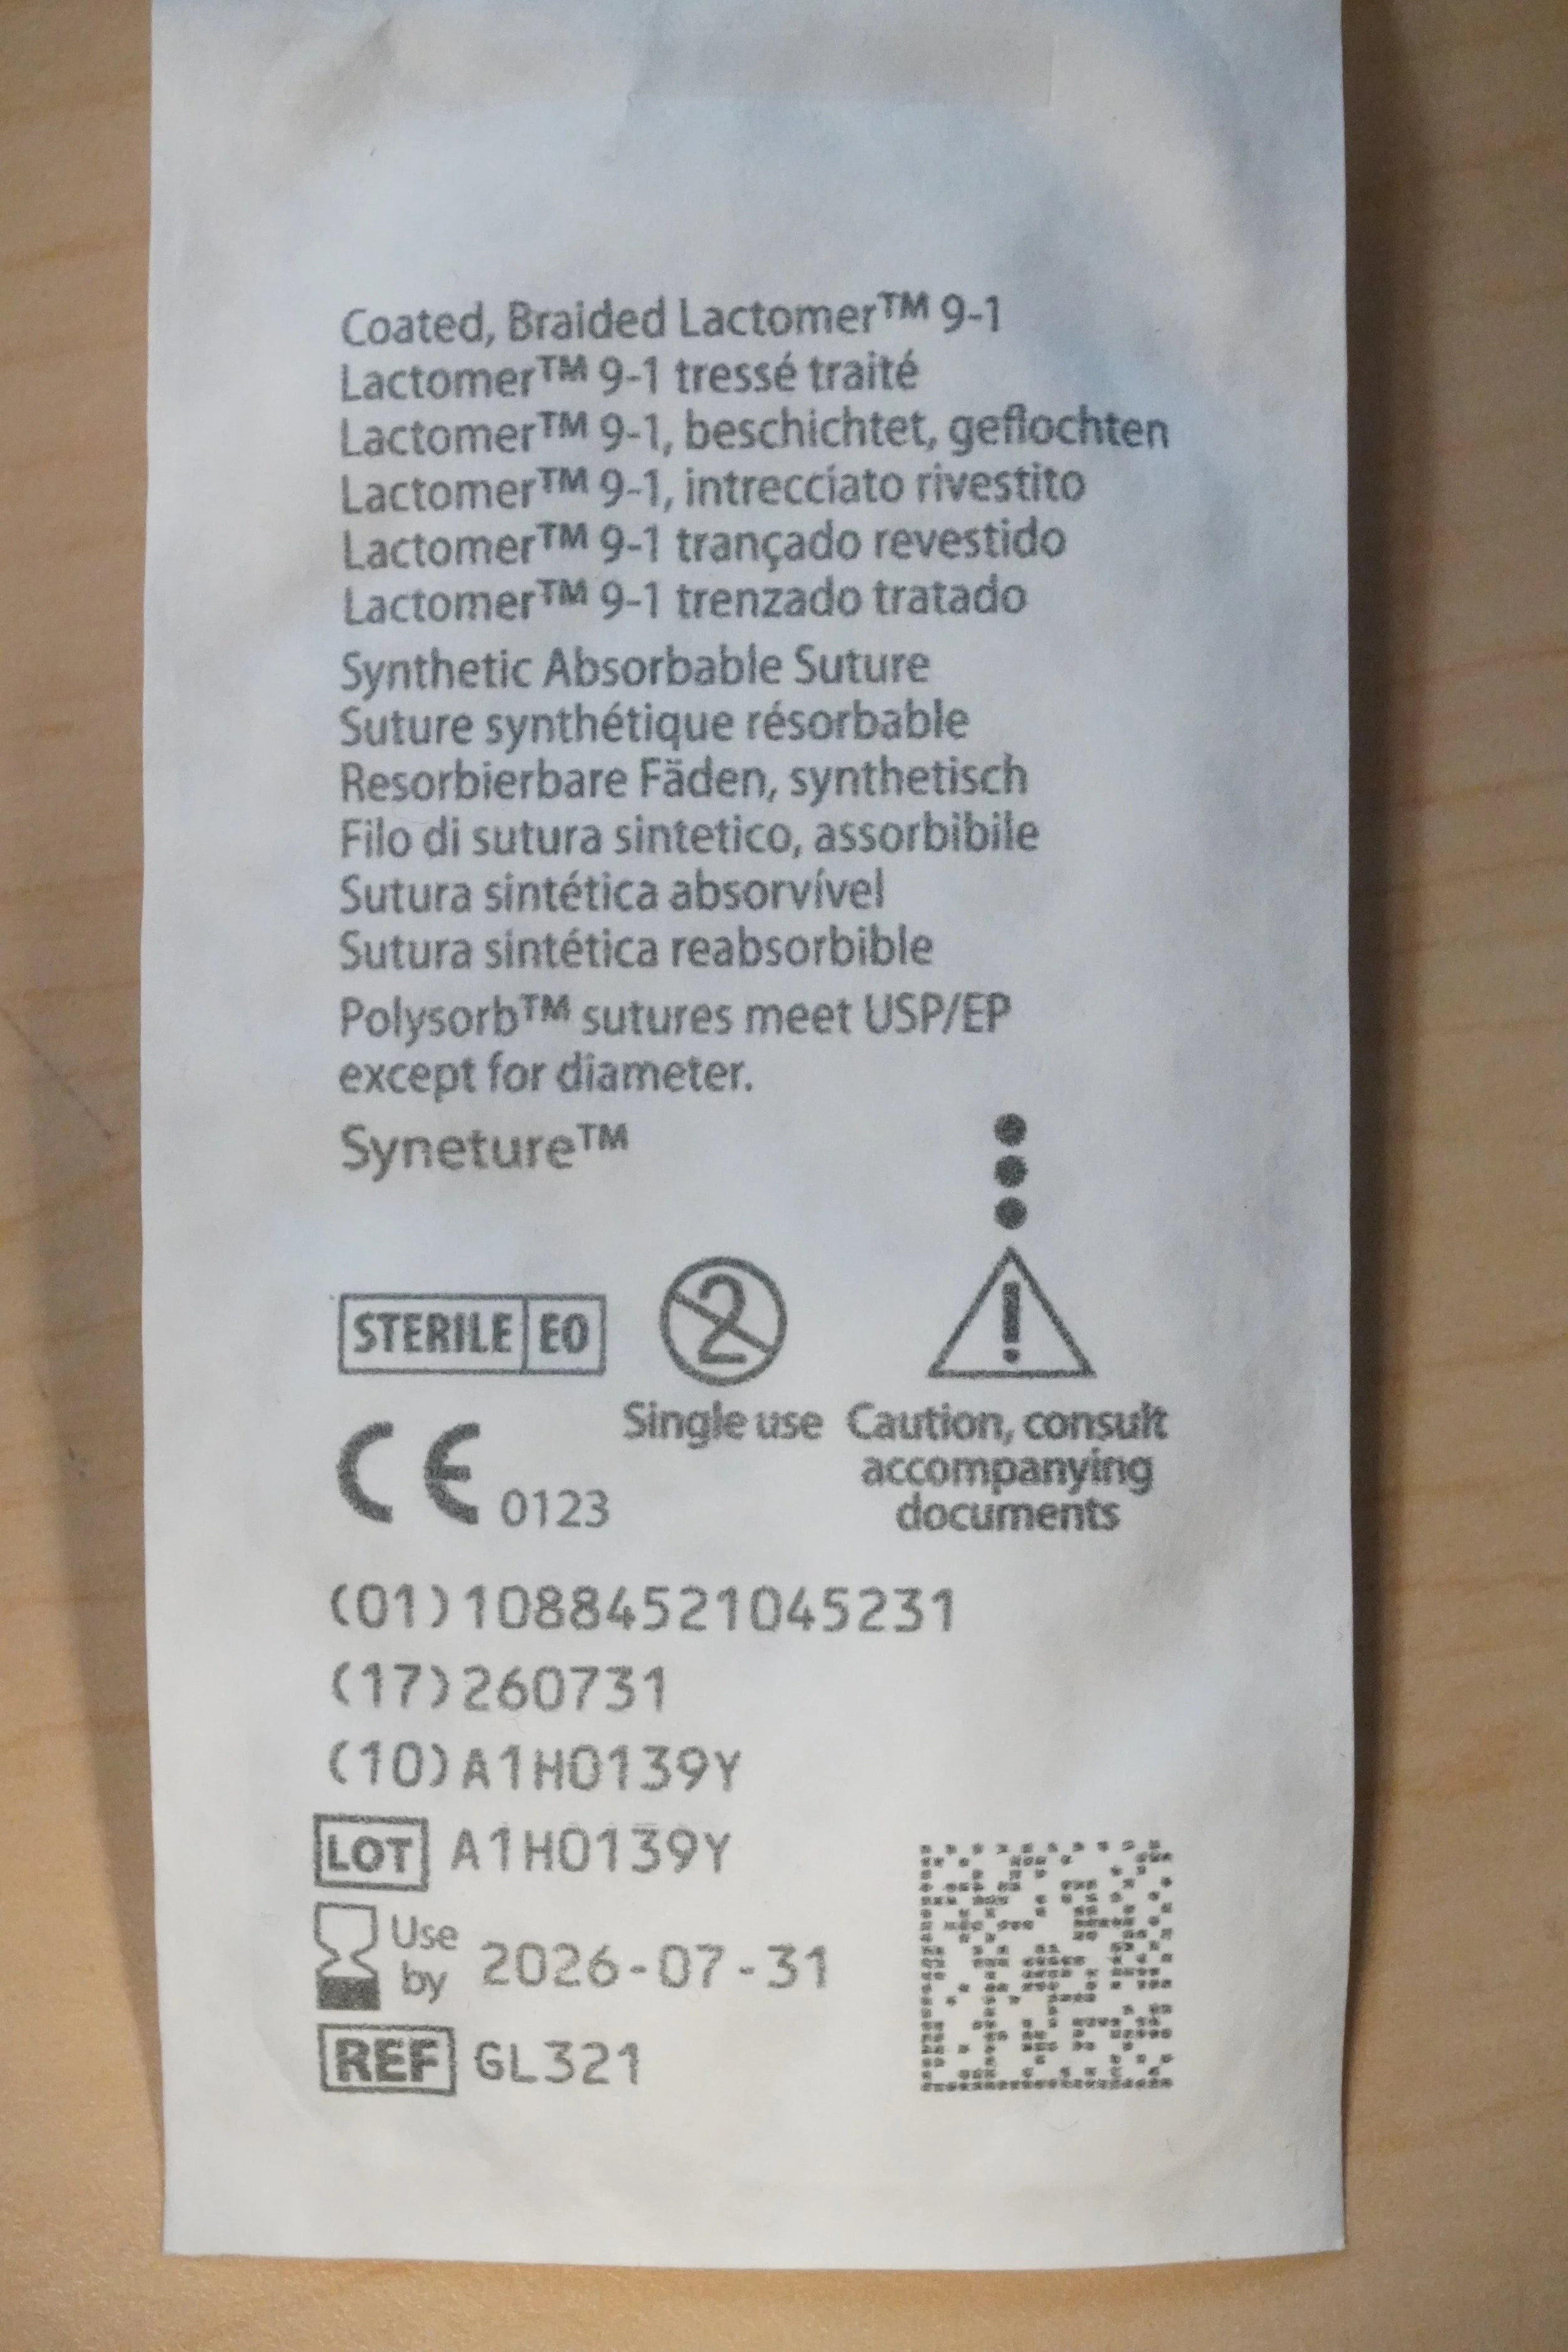 Coated, Braided Lactomer™ 9-1
Lactomer™ 9-1 tressé traité
Lactomer™ 9-1, beschichtet, geflochten
Lactomer™ 9-1, intrecciato rivestito
Lactomer™ 9-1 trançado revestido
Lactomer™ 9-1 trenzado tratado
Synthetic Absorbable Suture
Suture synthétique résorbable
Resorbierbare Fäden, synthetisch
Filo di sutura sintetico, assorbibile
Sutura sintética absorvível
Sutura sintética reabsorbible
Polysorb™ sutures meet USP/EP
except for diameter.
Syneture™
STERILE EO
2
!
Single use
Caution, consult
accompanying
documents
CE 0123
(01)10884521045231
(17)260731
(10)A1H0139Y
LOT A1H0139Y
Use
by 2026-07-31
REF GL321